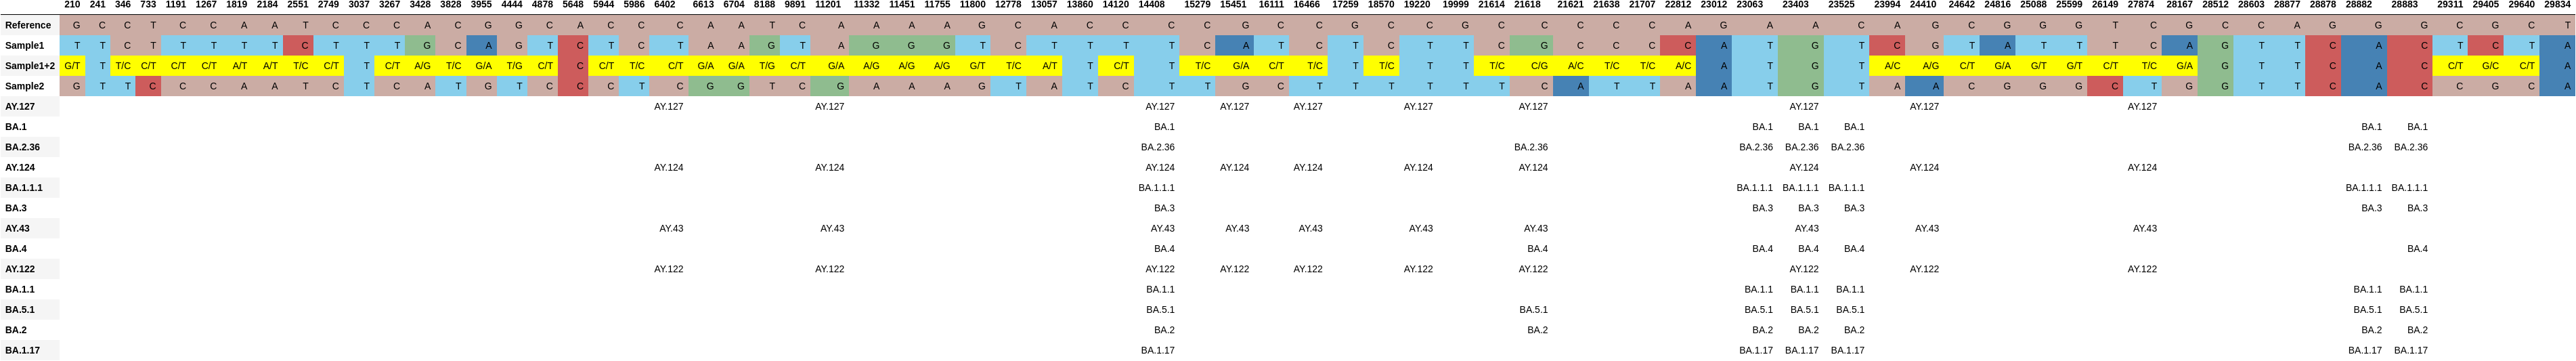 210 241 346 733 1191 1267 1819 2184 2551 2749 3037 3267 3428 3828 3955 4444 4878 5648 5944 5986 6402 6613 6704 8188 9891 11201 11332 11451 11755 11800 12778 13057 13860 14120 14408 15279 15451 16111 16466 17259 18570 19220 19999 21614 21618 21621 21638 21707 22812 23012 23063 23403 23525 23994 24410 24642 24816 25088 25599 26149 27874 28167 28512 28603 28877 28878 28882 28883 29311 29405 29640 29834
Reference G C C T C C A A T C C C A C G G C A C C C A A T C A A A A G C A C C C C G C C G C C G C C C C C A G A A C A G C G G G T C G C C A G G G C G C T
Sample1 T T C T T T T T C T T T G C A G T C T C T A A G T A G G G T C T T T T C A T C T C T T C G C C C C A T G T C G T A T T T C A G T T C A C T C T A
Sample1+2 G/T T T/C C/T C/T C/T A/T A/T T/C C/T T C/T A/G T/C G/A T/G C/T C C/T T/C C/T G/A G/A T/G C/T G/A A/G A/G A/G G/T T/C A/T T C/T T T/C G/A C/T T/C T T/C T T T/C C/G A/C T/C T/C A/C A T G T A/C A/G C/T G/A G/T G/T C/T T/C G/A G T T C A C C/T G/C C/T A
Sample2 G T T C C C A A T C T C A T G T C C C T C G G T C G A A A G T A T C T T G C T T T T T T C A T T A A T G T A A C G G G C T G G T T C A C C G C A
AY.127 AY.127 AY.127 AY.127 AY.127 AY.127 AY.127 AY.127 AY.127 AY.127 AY.127
BA.1 BA.1 BA.1 BA.1 BA.1 BA.1 BA.1
BA.2.36 BA.2.36 BA.2.36 BA.2.36 BA.2.36 BA.2.36 BA.2.36 BA.2.36
AY.124 AY.124 AY.124 AY.124 AY.124 AY.124 AY.124 AY.124 AY.124 AY.124 AY.124
BA.1.1.1 BA.1.1.1 BA.1.1.1 BA.1.1.1 BA.1.1.1 BA.1.1.1 BA.1.1.1
BA.3 BA.3 BA.3 BA.3 BA.3 BA.3 BA.3
AY.43 AY.43 AY.43 AY.43 AY.43 AY.43 AY.43 AY.43 AY.43 AY.43 AY.43
BA.4 BA.4 BA.4 BA.4 BA.4 BA.4 BA.4
AY.122 AY.122 AY.122 AY.122 AY.122 AY.122 AY.122 AY.122 AY.122 AY.122 AY.122
BA.1.1 BA.1.1 BA.1.1 BA.1.1 BA.1.1 BA.1.1 BA.1.1
BA.5.1 BA.5.1 BA.5.1 BA.5.1 BA.5.1 BA.5.1 BA.5.1 BA.5.1
BA.2 BA.2 BA.2 BA.2 BA.2 BA.2 BA.2 BA.2
BA.1.17 BA.1.17 BA.1.17 BA.1.17 BA.1.17 BA.1.17 BA.1.17